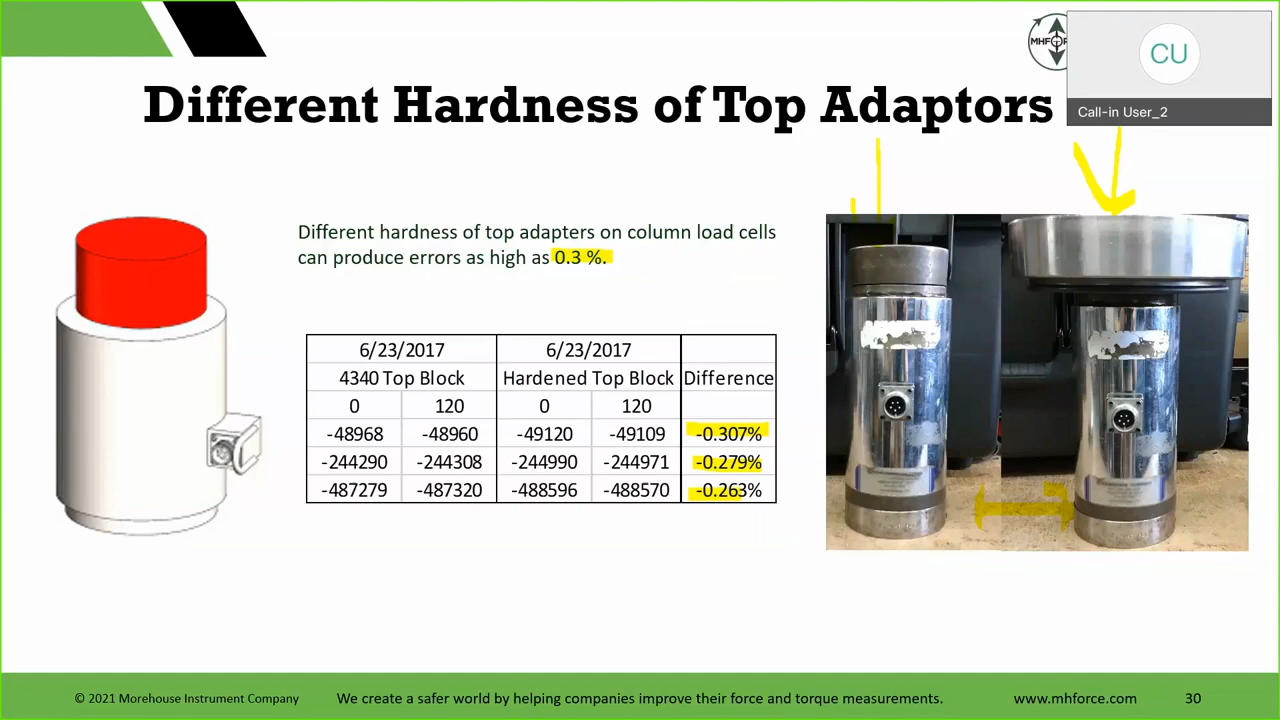 MHFOR
CU
Call-in User_2
Different Hardness of Top Adaptors
Different hardness of top adapters on column load cells
can produce errors as high as 0.3 %.
6/23/2017 6/23/2017
4340 Top Block Hardened Top Block Difference
0 120 0 120
-48968 -48960 -49120 -49109 -0.307%
-244290 -244308 -244990 -244971 -0.279%
-487279 -487320 -488596 -488570 -0.263%
© 2021 Morehouse Instrument Company We create a safer world by helping companies improve their force and torque measurements. www.mhforce.com 30